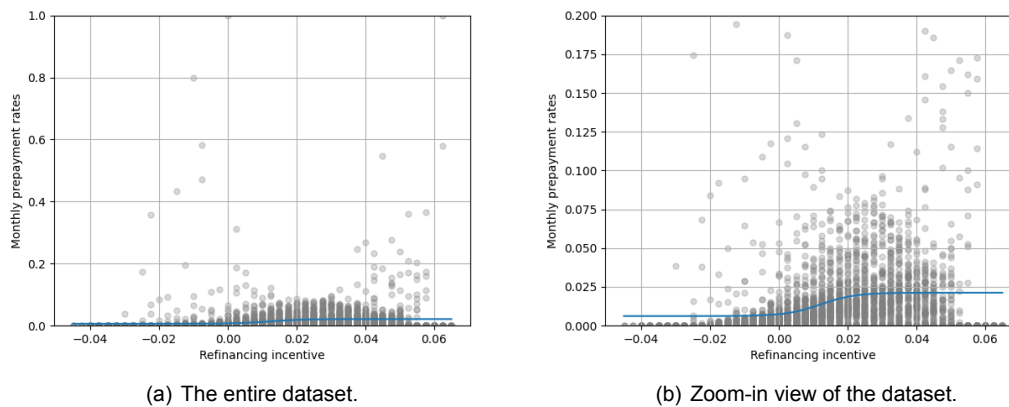 1.0
0.8
0.6
0.4
0.2
0.0
Monthly prepayment rates
−0.04 −0.02 0.00 0.02 0.04 0.06
Refinancing incentive
(a) The entire dataset.
0.200
0.175
0.150
0.125
0.100
0.075
0.050
0.025
0.000
Monthly prepayment rates
−0.04 −0.02 0.00 0.02 0.04 0.06
Refinancing incentive
(b) Zoom-in view of the dataset.